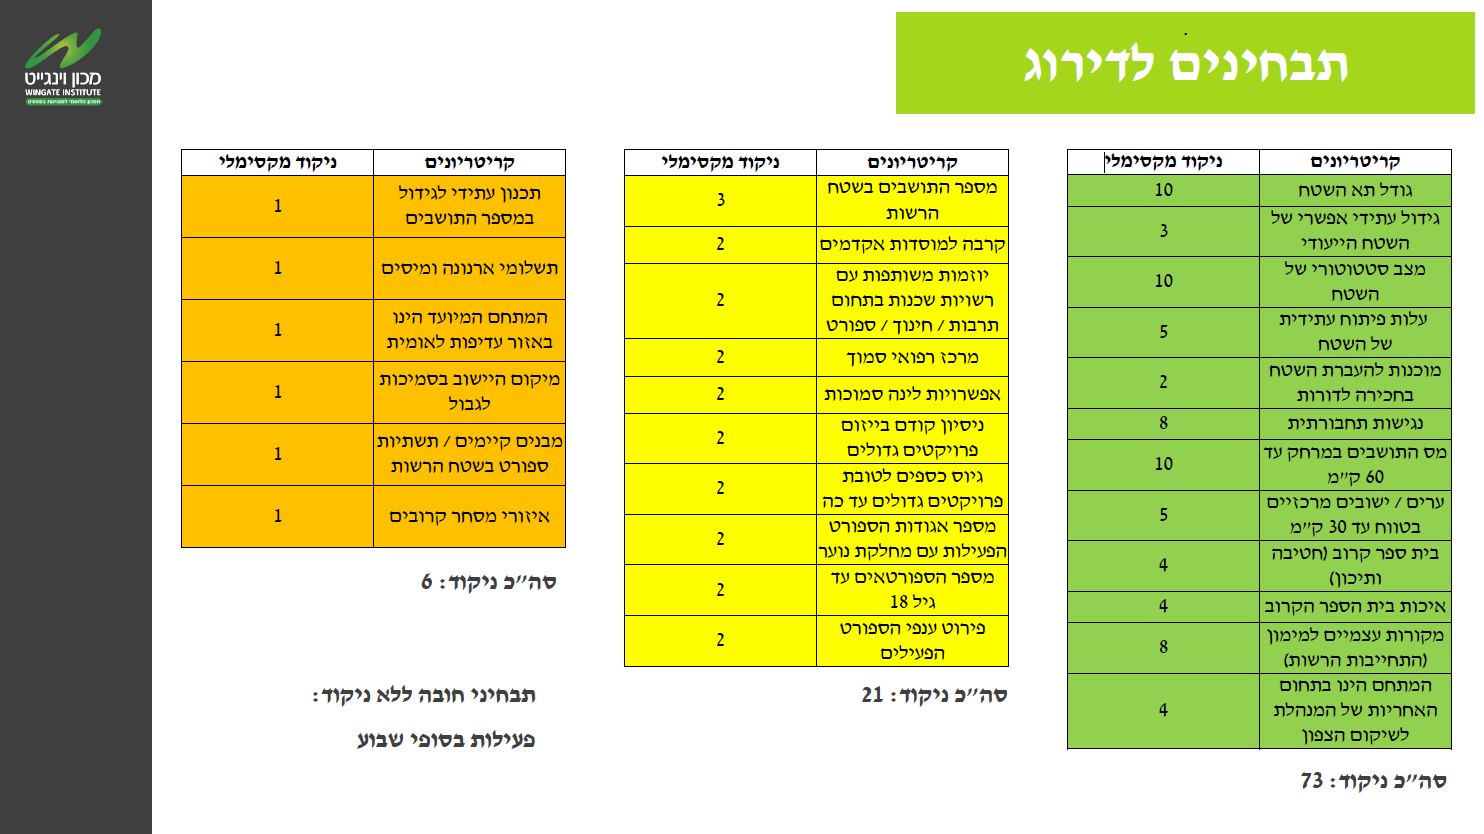 מכון וינגייט
WINGATE INSTITUTE
המכון הלאומי למצוינות בספורט
תבחינים לדירוג
קריטריונים ניקוד מקסימלי
גודל תא השטח 10
גידול עתידי אפשרי של
השטח הייעודי 3
מצב סטטוטורי של
השטח 10
עלות פיתוח עתידית
של השטח 5
מוכנות להעברת השטח
בחכירה לדורות 2
נגישות תחבורתית 8
מס התושבים במרחק עד
60 ק"מ 10
ערים / ישובים מרכזיים
בטווח עד 30 ק"מ 5
בית ספר קרוב (חטיבה
ותיכון) 4
איכות בית הספר הקרוב 4
מקורות עצמיים למימון
(התחייבות הרשות) 8
המתחם הינו בתחום
האחריות של המנהלת
לשיקום הצפון 4
סה"כ ניקוד: 73
קריטריונים ניקוד מקסימלי
מספר התושבים בשטח
הרשות 3
קרבה למוסדות אקדמים 2
יוזמות משותפות עם
רשויות שכנות בתחום
תרבות / חינוך / ספורט 2
מרכז רפואי סמוך 2
אפשרויות לינה סמוכות 2
ניסיון קודם בייזום
פרויקטים גדולים 2
גיוס כספים לטובת
פרויקטים גדולים עד כה 2
מספר אגודות הספורט
הפעילות עם מחלקת נוער 2
מספר הספורטאים עד
גיל 18 2
פירוט ענפי הספורט
הפעילים 2
סה"כ ניקוד: 21
קריטריונים ניקוד מקסימלי
תכנון עתידי לגידול
במספר התושבים 1
תשלומי ארנונה ומיסים 1
המתחם המיועד הינו
באזור עדיפות לאומית 1
מיקום היישוב בסמיכות
לגבול 1
מבנים קיימים / תשתיות
ספורט בשטח הרשות 1
איזורי מסחר קרובים 1
סה"כ ניקוד: 6
תבחיני חובה ללא ניקוד:
פעילות בסופי שבוע